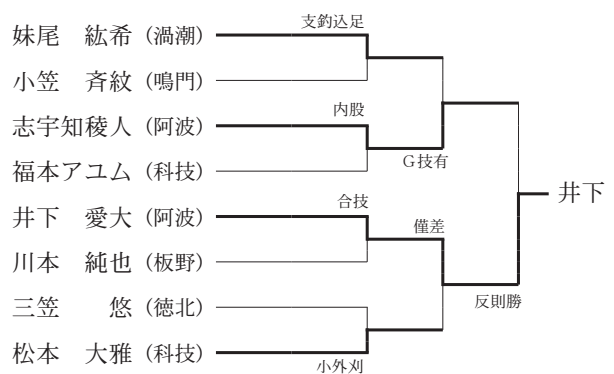 支釣込足
妹尾　紘希（渦潮）
小笠　斉紋（鳴門）
内股
志宇知稜人（阿波）
G技有
福本アユム（科技）
井下
合技
井下　愛大（阿波）
僅差
川本　純也（板野）
反則勝
三笠　　悠（徳北）
松本　大雅（科技）
小外刈